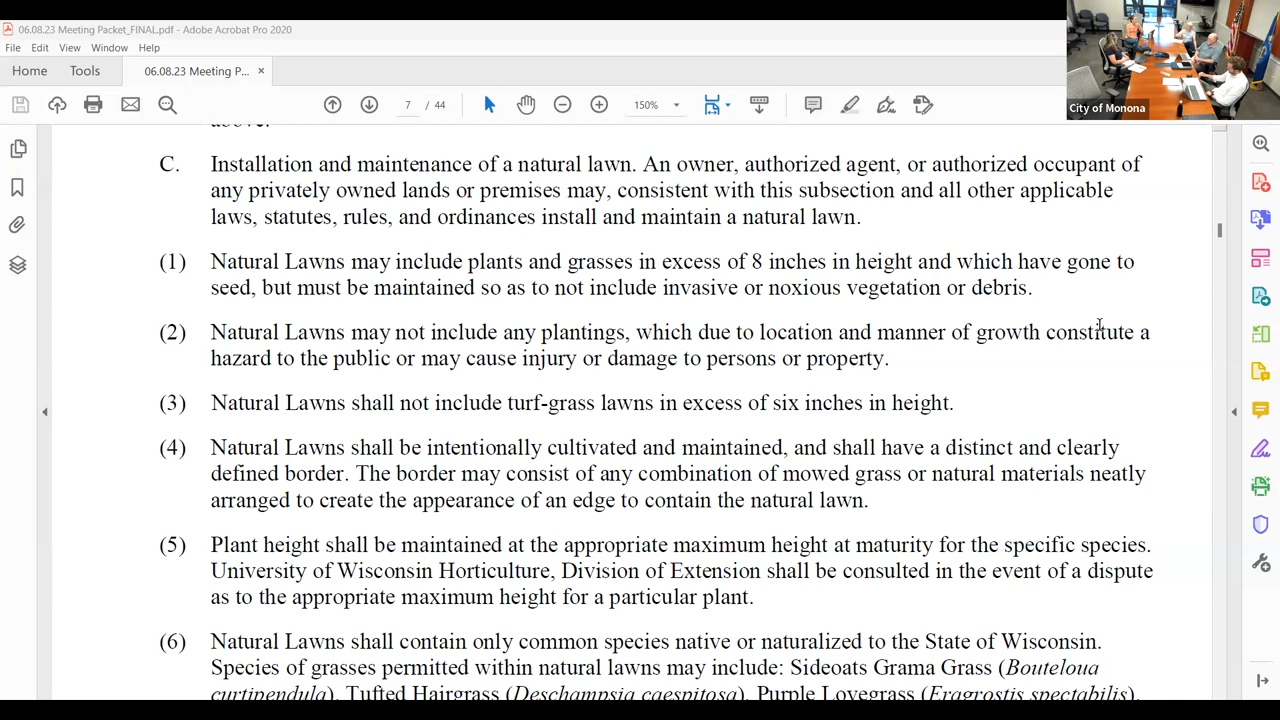 06.08.23 Meeting Packet_FINAL.pdf - Adobe Acrobat Pro 2020
File Edit View Window Help
Home Tools 06.08.23 Meeting P... ×
7 / 44 150%
City of Monona
above.
C. Installation and maintenance of a natural lawn. An owner, authorized agent, or authorized occupant of
any privately owned lands or premises may, consistent with this subsection and all other applicable
laws, statutes, rules, and ordinances install and maintain a natural lawn.
(1) Natural Lawns may include plants and grasses in excess of 8 inches in height and which have gone to
seed, but must be maintained so as to not include invasive or noxious vegetation or debris.
(2) Natural Lawns may not include any plantings, which due to location and manner of growth constitute a
hazard to the public or may cause injury or damage to persons or property.
(3) Natural Lawns shall not include turf-grass lawns in excess of six inches in height.
(4) Natural Lawns shall be intentionally cultivated and maintained, and shall have a distinct and clearly
defined border. The border may consist of any combination of mowed grass or natural materials neatly
arranged to create the appearance of an edge to contain the natural lawn.
(5) Plant height shall be maintained at the appropriate maximum height at maturity for the specific species.
University of Wisconsin Horticulture, Division of Extension shall be consulted in the event of a dispute
as to the appropriate maximum height for a particular plant.
(6) Natural Lawns shall contain only common species native or naturalized to the State of Wisconsin.
Species of grasses permitted within natural lawns may include: Sideoats Grama Grass (Bouteloua
curtipendula), Tufted Hairgrass (Deschampsia caespitosa), Purple Lovegrass (Eragrostis spectabilis),